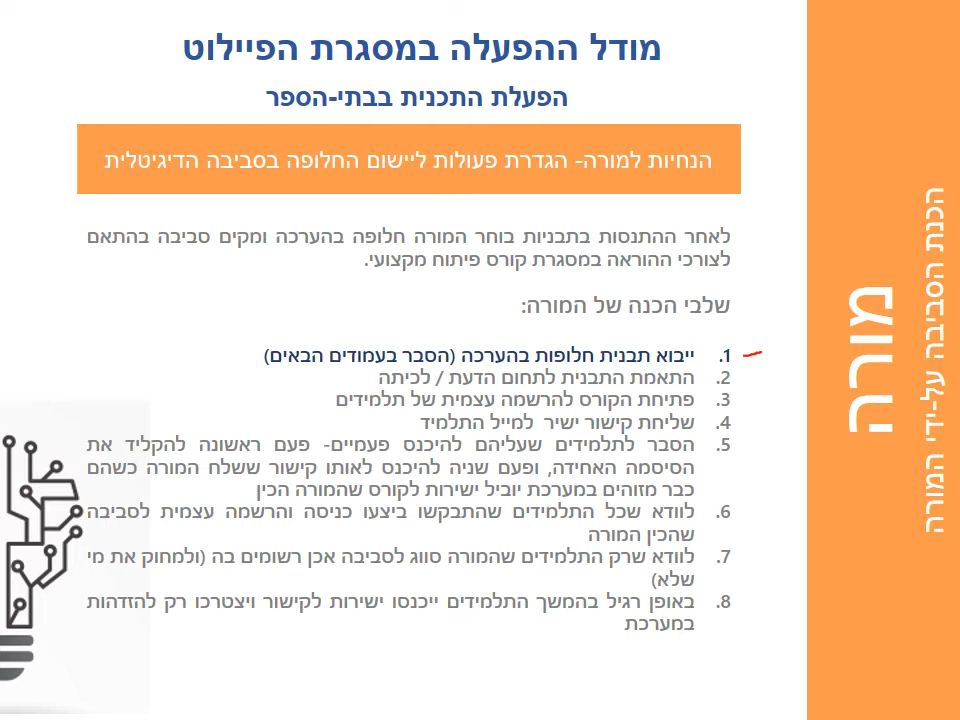 מודל ההפעלה במסגרת הפיילוט
הפעלת התכנית בבתי-הספר
הנחיות למורה- הגדרת פעולות ליישום החלופה בסביבה הדיגיטלית
לאחר ההתנסות בתבניות בוחר המורה חלופה בהערכה ומקים סביבה בהתאם
לצורכי ההוראה במסגרת קורס פיתוח מקצועי.
שלבי הכנה של המורה:
1. ייבוא תבנית חלופות בהערכה (הסבר בעמודים הבאים)
2. התאמת התבנית לתחום הדעת / לכיתה
3. פתיחת הקורס להרשמה עצמית של תלמידים
4. שליחת קישור ישיר למייל התלמיד
5. הסבר לתלמידים שעליהם להיכנס פעמיים- פעם ראשונה להקליד את
הסיסמה האחידה, ופעם שניה להיכנס לאותו קישור ששלח המורה כשהם
כבר מזוהים במערכת יוביל ישירות לקורס שהמורה הכין
6. לוודא שכל התלמידים שהתבקשו ביצעו כניסה והרשמה עצמית לסביבה
שהכין המורה
7. לוודא שרק התלמידים שהמורה סווג לסביבה אכן רשומים בה (ולמחוק את מי
שלא)
8. באופן רגיל בהמשך התלמידים ייכנסו ישירות לקישור ויצטרכו רק להזדהות
במערכת
מורה
הכנת הסביבה על-ידי המורה